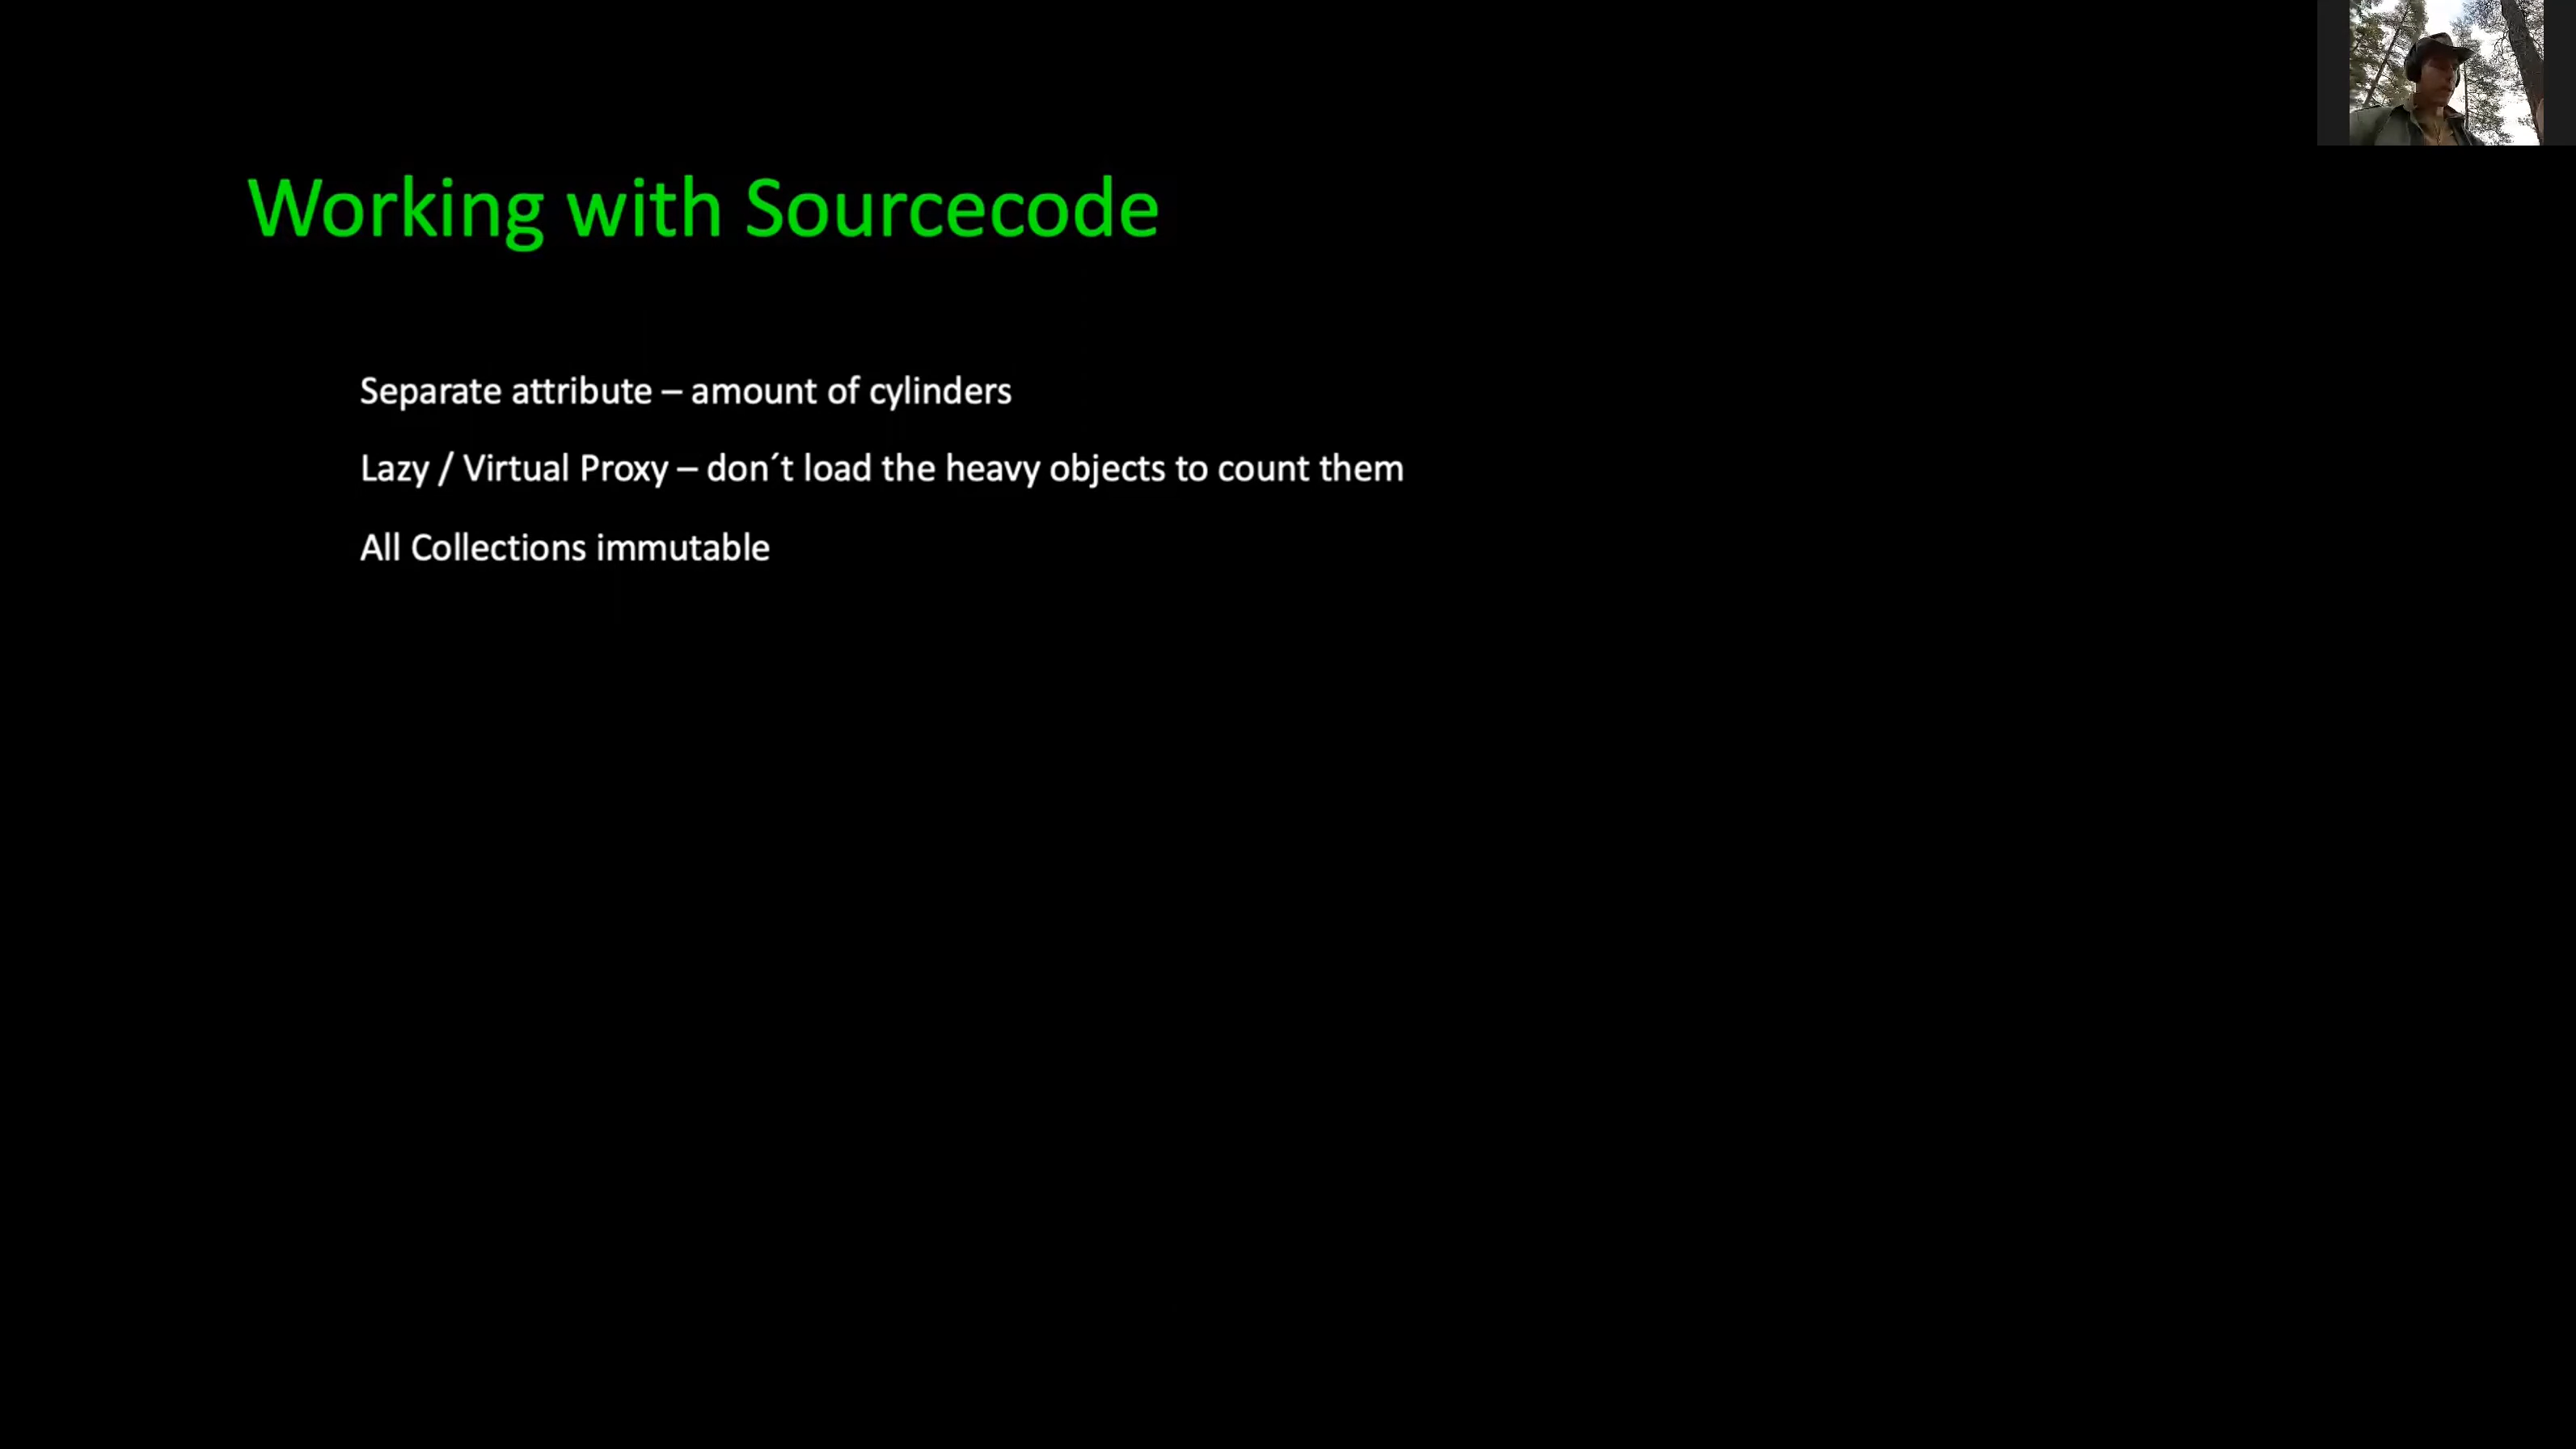 Working with Sourcecode
Separate attribute – amount of cylinders
Lazy / Virtual Proxy – don´t load the heavy objects to count them
All Collections immutable